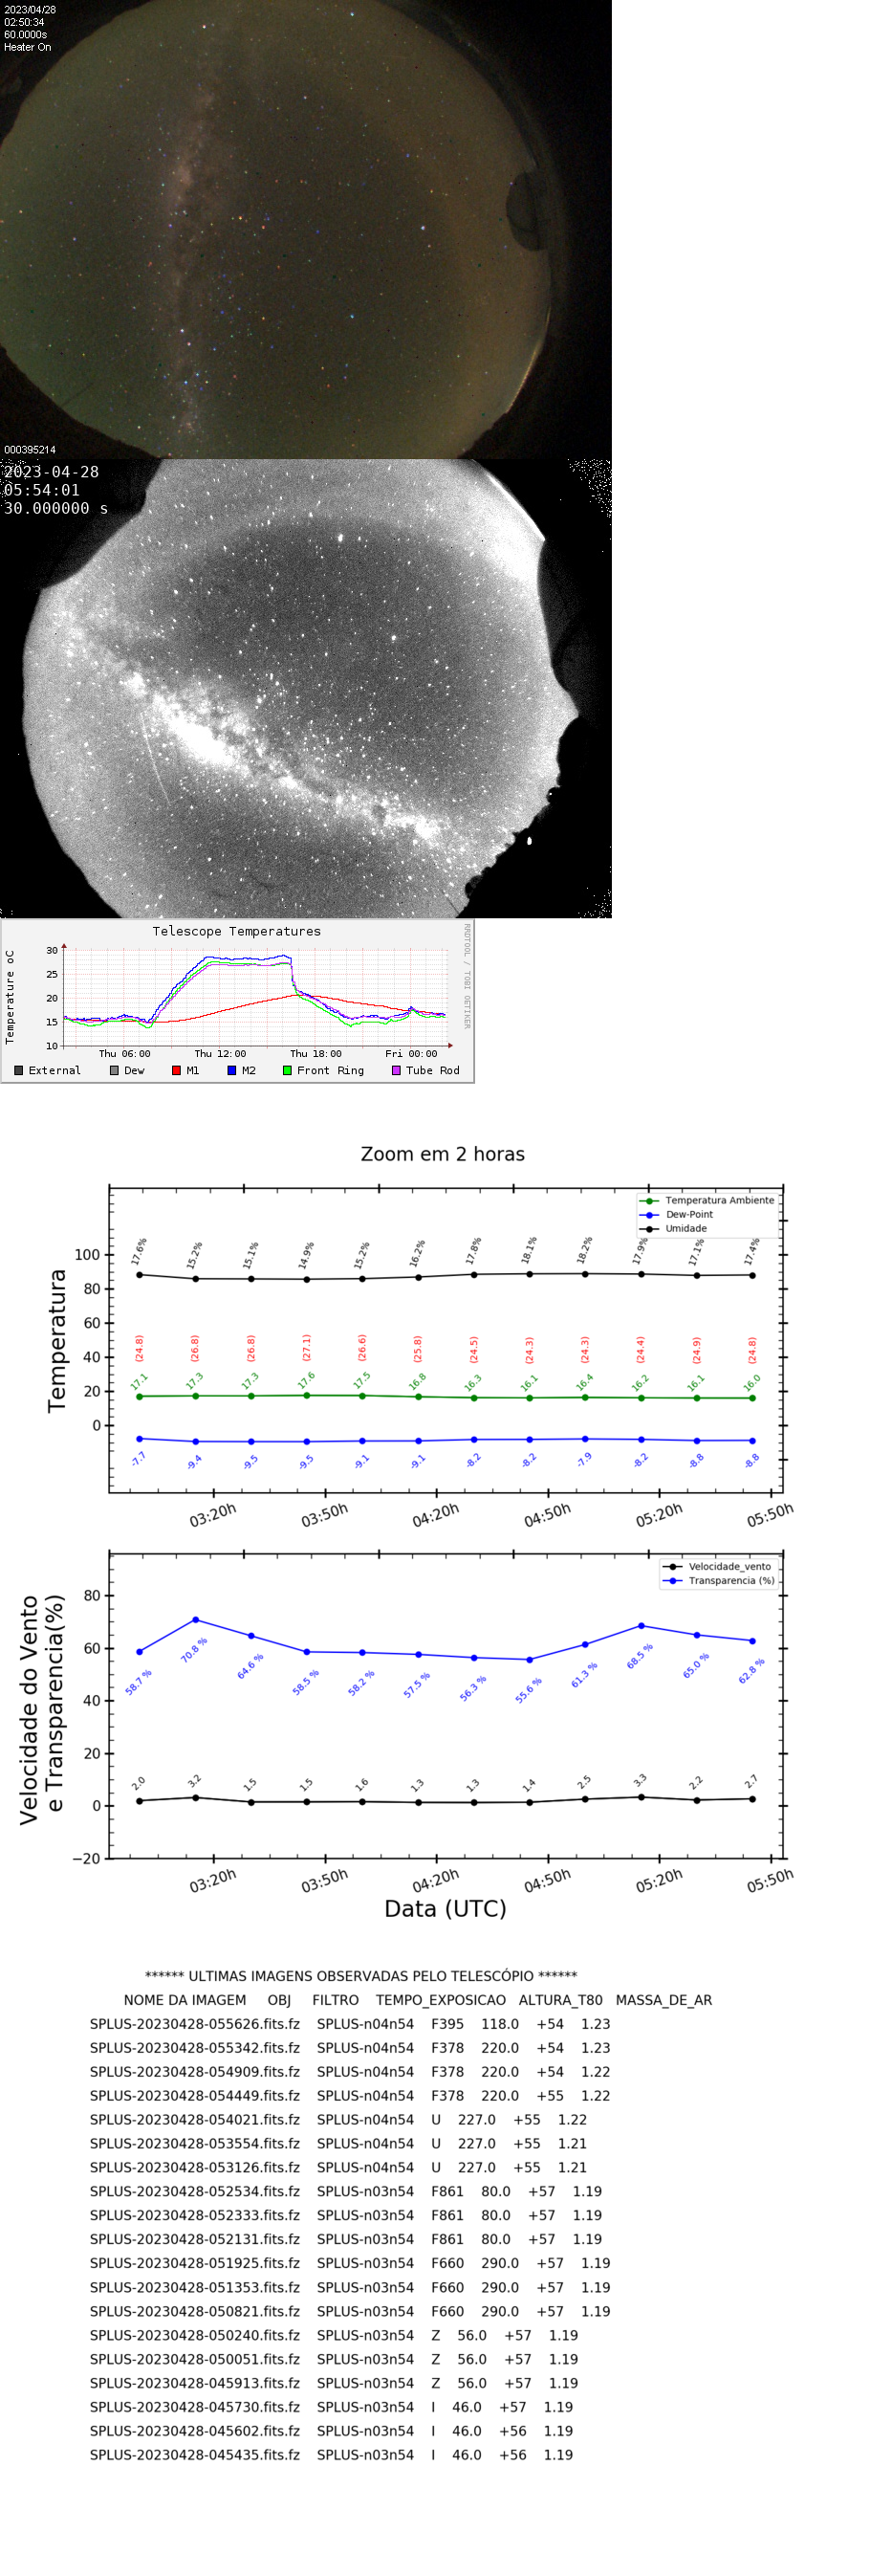 2023/04/28
02:50:34
60.0000s
Heater On
000395214
2023-04-28
05:54:01
30.000000 s
Telescope Temperatures
RRDTOOL / TOBI OETIKER
Temperature oC
30
25
20
15
10
Thu 06:00 Thu 12:00 Thu 18:00 Fri 00:00
External Dew M1 M2 Front Ring Tube Rod
Zoom em 2 horas
Temperatura Ambiente
Dew-Point
Umidade
Temperatura
100
80
60
40
20
0
17.6% 15.2% 15.1% 14.9% 15.2% 16.2% 17.8% 18.1% 18.2% 17.9% 17.1% 17.4%
(24.8) (26.8) (26.8) (27.1) (26.6) (25.8) (24.5) (24.3) (24.3) (24.4) (24.9) (24.8)
17.1 17.3 17.3 17.6 17.5 16.8 16.3 16.1 16.4 16.2 16.1 16.0
-7.7 -9.4 -9.5 -9.5 -9.1 -9.1 -8.2 -8.2 -7.9 -8.2 -8.8 -8.8
03:20h 03:50h 04:20h 04:50h 05:20h 05:50h
Velocidade_vento
Transparencia (%)
Velocidade do Vento
e Transparencia(%)
80
60
40
20
0
−20
58.7 % 70.8 % 64.6 % 58.5 % 58.2 % 57.5 % 56.3 % 55.6 % 61.3 % 68.5 % 65.0 % 62.8 %
2.0 3.2 1.5 1.5 1.6 1.3 1.3 1.4 2.5 3.3 2.2 2.7
03:20h 03:50h 04:20h 04:50h 05:20h 05:50h
Data (UTC)
****** ULTIMAS IMAGENS OBSERVADAS PELO TELESCÓPIO ******
NOME DA IMAGEM OBJ FILTRO TEMPO_EXPOSICAO ALTURA_T80 MASSA_DE_AR
SPLUS-20230428-055626.fits.fz SPLUS-n04n54 F395 118.0 +54 1.23
SPLUS-20230428-055342.fits.fz SPLUS-n04n54 F378 220.0 +54 1.23
SPLUS-20230428-054909.fits.fz SPLUS-n04n54 F378 220.0 +54 1.22
SPLUS-20230428-054449.fits.fz SPLUS-n04n54 F378 220.0 +55 1.22
SPLUS-20230428-054021.fits.fz SPLUS-n04n54 U 227.0 +55 1.22
SPLUS-20230428-053554.fits.fz SPLUS-n04n54 U 227.0 +55 1.21
SPLUS-20230428-053126.fits.fz SPLUS-n04n54 U 227.0 +55 1.21
SPLUS-20230428-052534.fits.fz SPLUS-n03n54 F861 80.0 +57 1.19
SPLUS-20230428-052333.fits.fz SPLUS-n03n54 F861 80.0 +57 1.19
SPLUS-20230428-052131.fits.fz SPLUS-n03n54 F861 80.0 +57 1.19
SPLUS-20230428-051925.fits.fz SPLUS-n03n54 F660 290.0 +57 1.19
SPLUS-20230428-051353.fits.fz SPLUS-n03n54 F660 290.0 +57 1.19
SPLUS-20230428-050821.fits.fz SPLUS-n03n54 F660 290.0 +57 1.19
SPLUS-20230428-050240.fits.fz SPLUS-n03n54 Z 56.0 +57 1.19
SPLUS-20230428-050051.fits.fz SPLUS-n03n54 Z 56.0 +57 1.19
SPLUS-20230428-045913.fits.fz SPLUS-n03n54 Z 56.0 +57 1.19
SPLUS-20230428-045730.fits.fz SPLUS-n03n54 I 46.0 +57 1.19
SPLUS-20230428-045602.fits.fz SPLUS-n03n54 I 46.0 +56 1.19
SPLUS-20230428-045435.fits.fz SPLUS-n03n54 I 46.0 +56 1.19